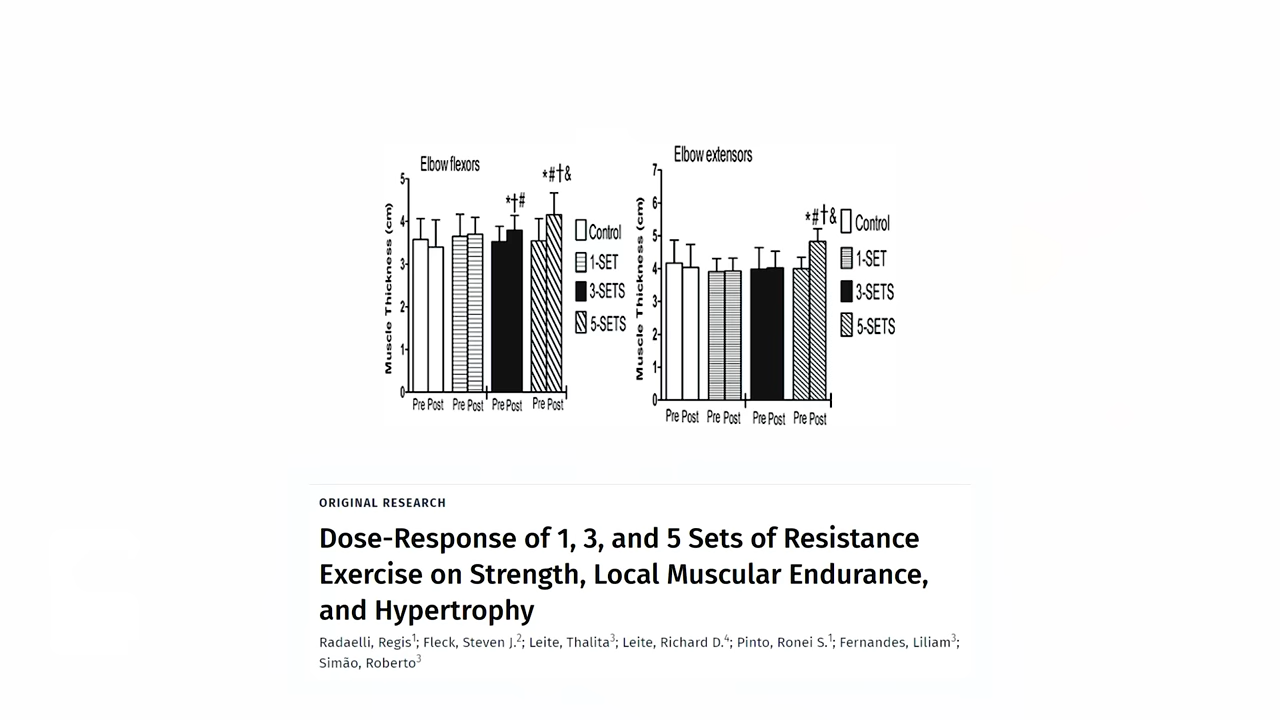 Elbow flexors
*†#
*#†&
5
4
3
2
1
0
Muscle Thickness (cm)
Pre Post
Pre Post
Pre Post
Pre Post
Control
1-SET
3-SETS
5-SETS
Elbow extensors
*#†&
7
6
5
4
3
2
1
0
Muscle Thickness (cm)
Pre Post
Pre Post
Pre Post
Pre Post
Control
1-SET
3-SETS
5-SETS
ORIGINAL RESEARCH
Dose-Response of 1, 3, and 5 Sets of Resistance
Exercise on Strength, Local Muscular Endurance,
and Hypertrophy
Radaelli, Regis1; Fleck, Steven J.2; Leite, Thalita3; Leite, Richard D.4; Pinto, Ronei S.1; Fernandes, Liliam3;
Simão, Roberto3